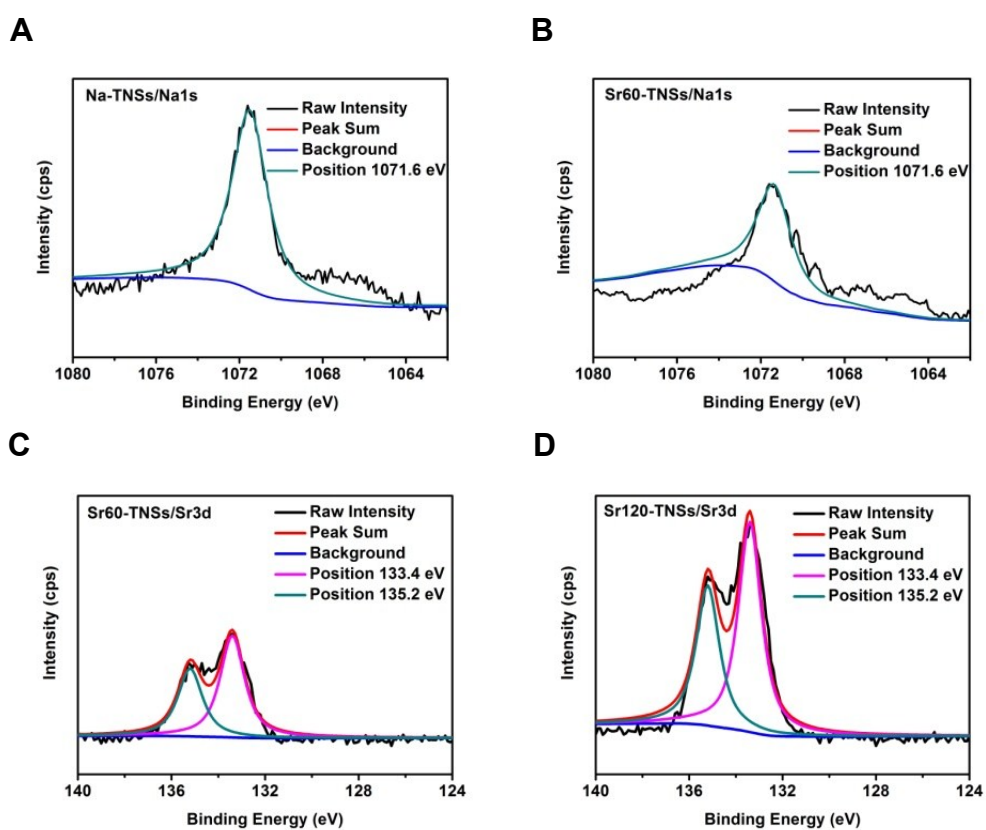 A
Na-TNSs/Na1s
Raw Intensity
Peak Sum
Background
Position 1071.6 eV
Intensity (cps)
1080 1076 1072 1068 1064
Binding Energy (eV)
B
Sr60-TNSs/Na1s
Raw Intensity
Peak Sum
Background
Position 1071.6 eV
Intensity (cps)
1080 1076 1072 1068 1064
Binding Energy (eV)
C
Sr60-TNSs/Sr3d
Raw Intensity
Peak Sum
Background
Position 133.4 eV
Position 135.2 eV
Intensity (cps)
140 136 132 128 124
Binding Energy (eV)
D
Sr120-TNSs/Sr3d
Raw Intensity
Peak Sum
Background
Position 133.4 eV
Position 135.2 eV
Intensity (cps)
140 136 132 128 124
Binding Energy (eV)